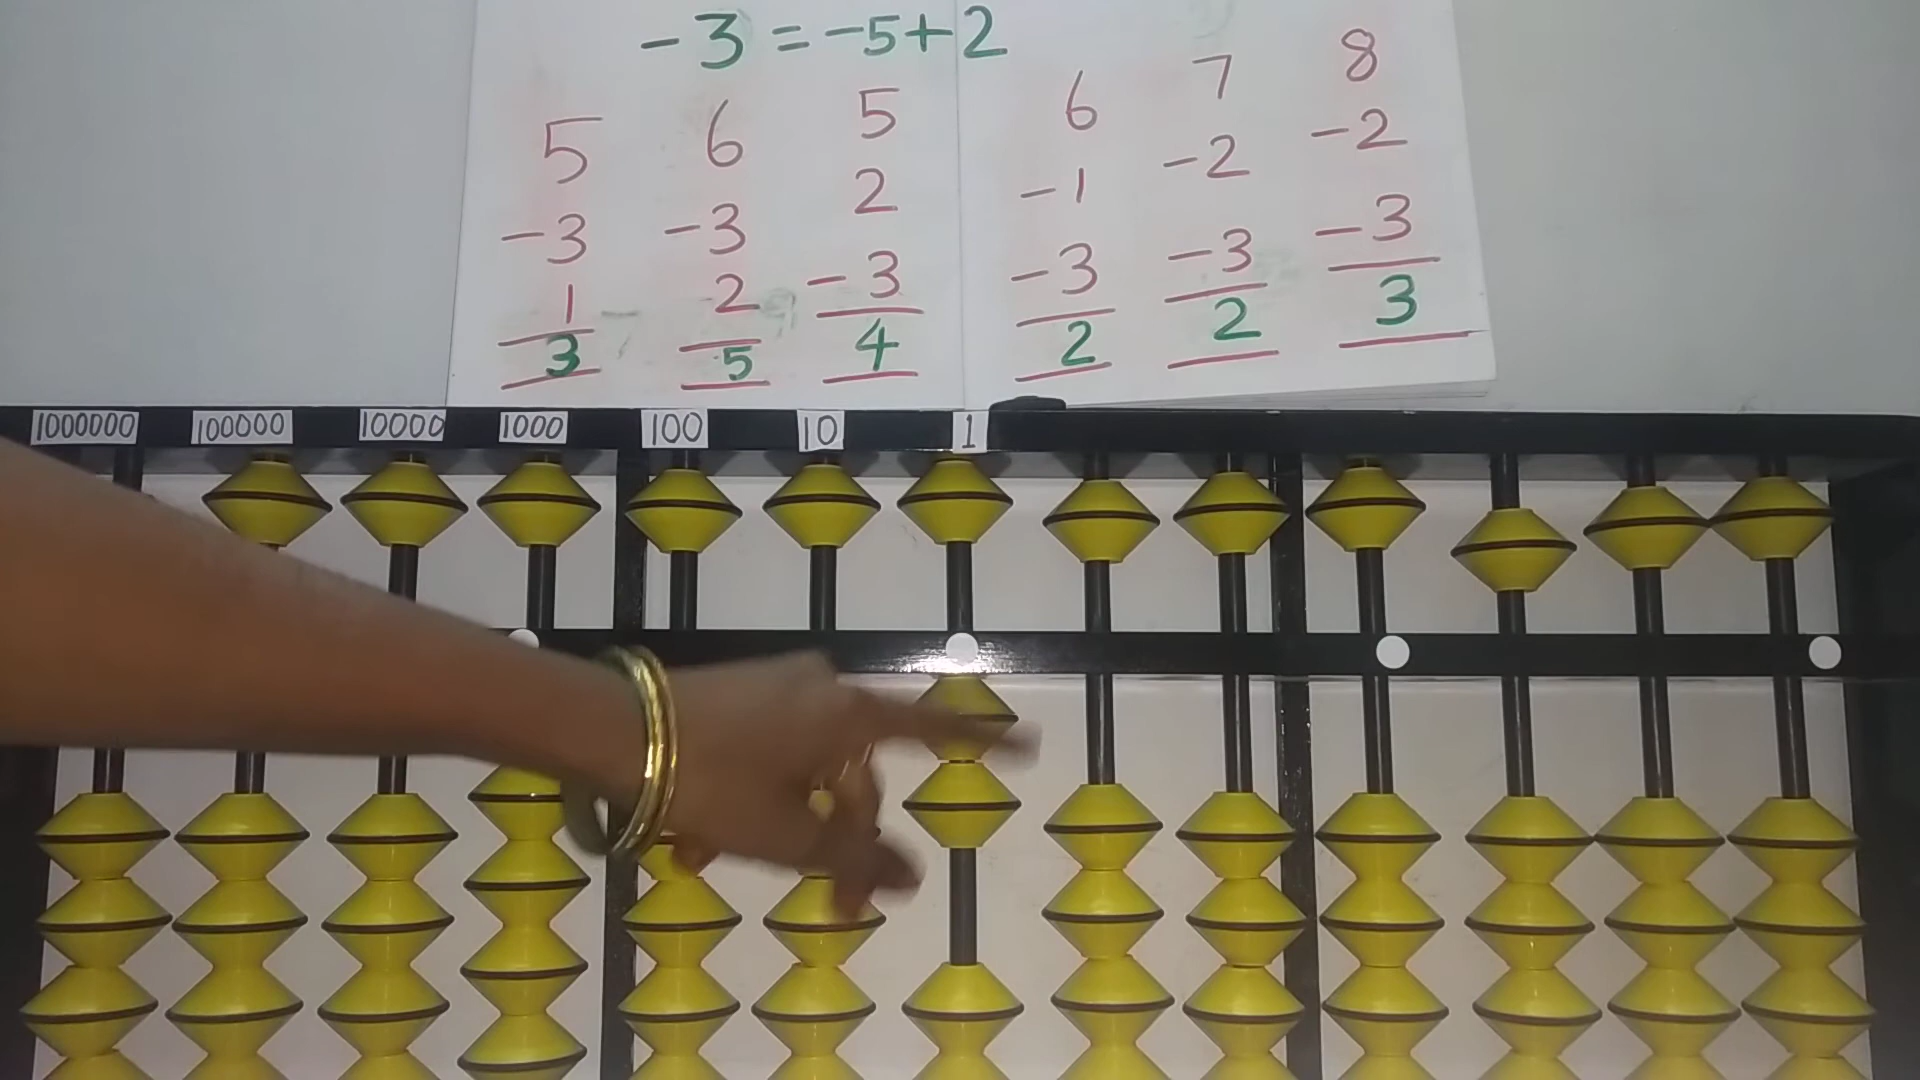 -3 = -5+2
5 6 5 6 7 8
-3 -3 2 -1 -2 -2
1 2 -3 -3 -3 -3
3 5 4 2 2 3
1000000 100000 10000 1000 100 10 1